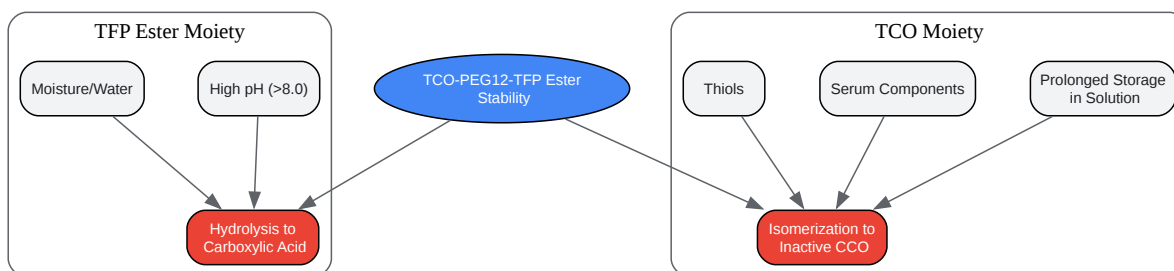 TFP Ester Moiety
Moisture/Water
High pH (>8.0)
Hydrolysis to
Carboxylic Acid
TCO-PEG12-TFP Ester
Stability
TCO Moiety
Thiols
Serum Components
Prolonged Storage
in Solution
Isomerization to
Inactive CCO